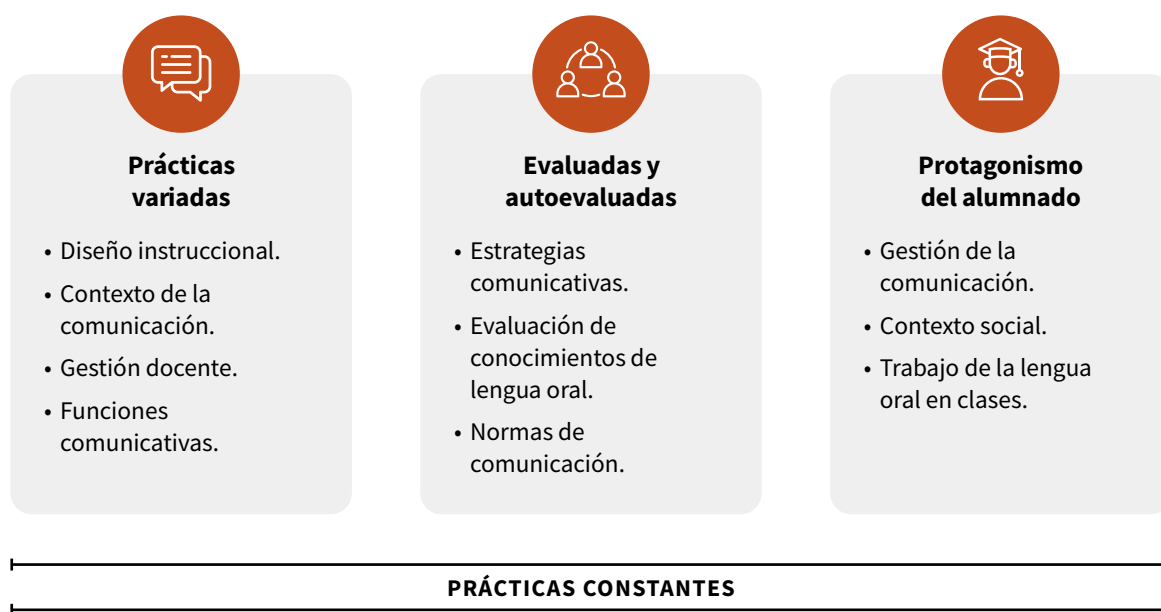 Prácticas
variadas
• Diseño instruccional.
• Contexto de la
comunicación.
• Gestión docente.
• Funciones
comunicativas.
Evaluadas y
autoevaluadas
• Estrategias
comunicativas.
• Evaluación de
conocimientos de
lengua oral.
• Normas de
comunicación.
Protagonismo
del alumnado
• Gestión de la
comunicación.
• Contexto social.
• Trabajo de la lengua
oral en clases.
PRÁCTICAS CONSTANTES